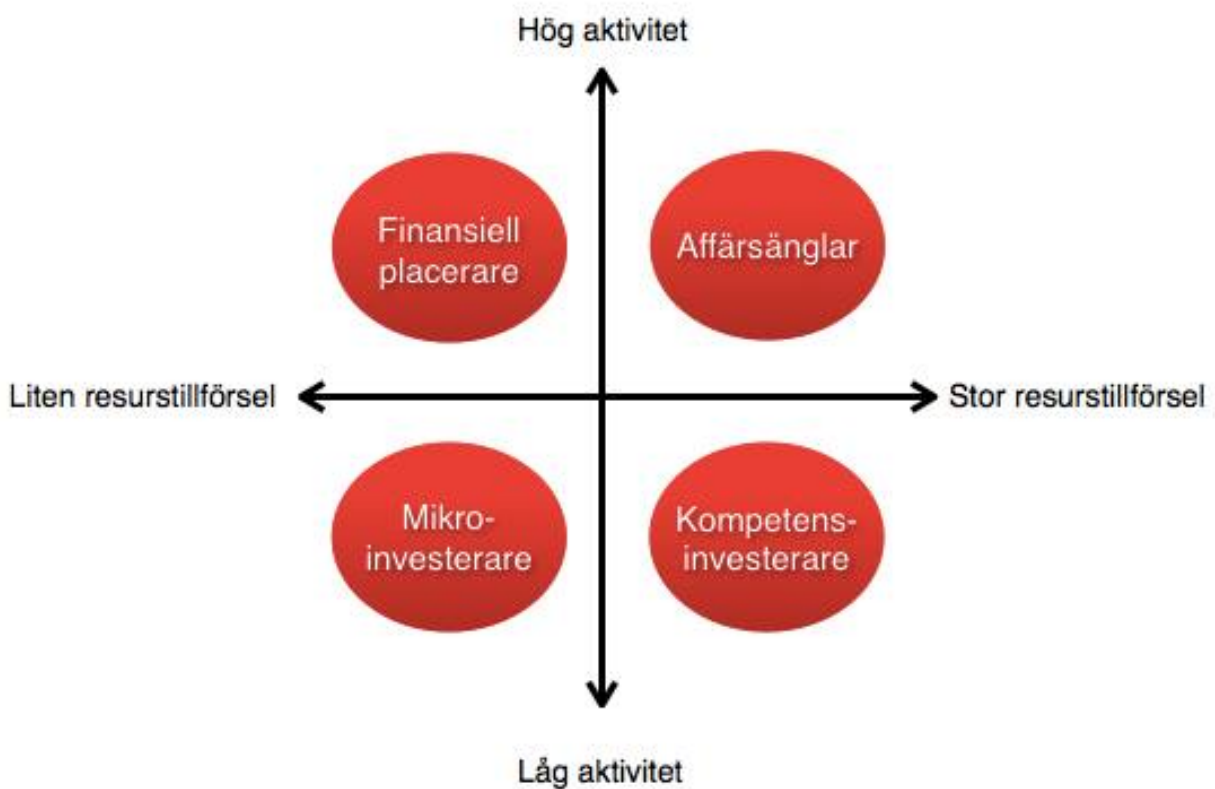 Hög aktivitet
Finansiell
placerare
Affärsänglar
Liten resurstillförsel
Stor resurstillförsel
Mikro-
investerare
Kompetens-
investerare
Låg aktivitet